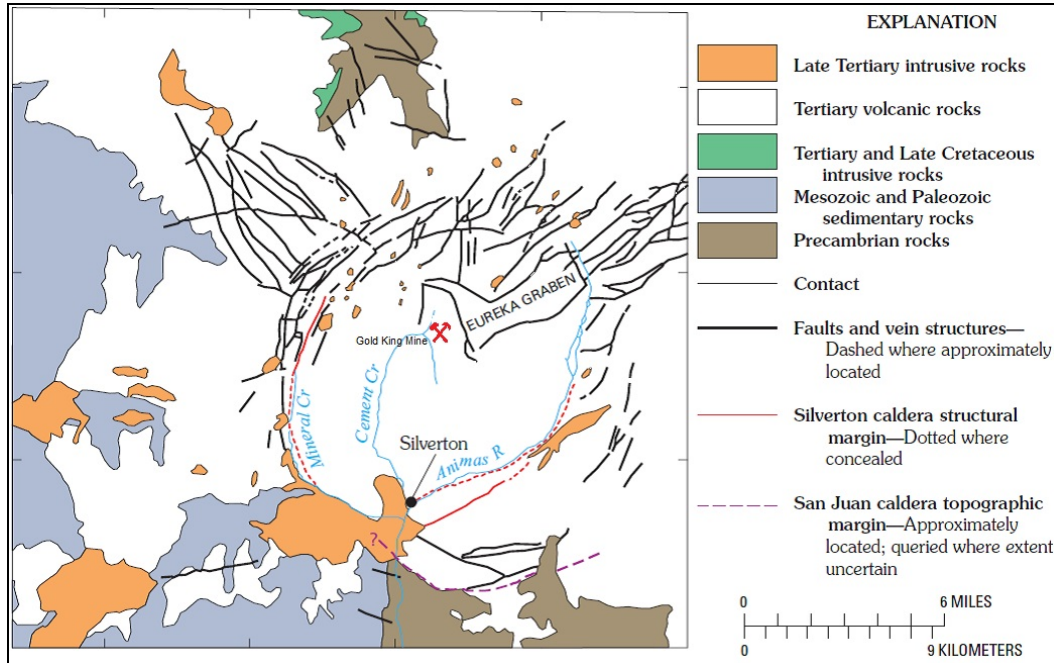 EXPLANATION
Late Tertiary intrusive rocks
Tertiary volcanic rocks
Tertiary and Late Cretaceous
intrusive rocks
Mesozoic and Paleozoic
sedimentary rocks
Precambrian rocks
Contact
Faults and vein structures—
Dashed where approximately
located
Silverton caldera structural
margin—Dotted where
concealed
San Juan caldera topographic
margin—Approximately
located; queried where extent
uncertain
0 6 MILES
0 9 KILOMETERS
EUREKA GRABEN
Gold King Mine
Mineral Cr
Cement Cr
Silverton
Animas R
?